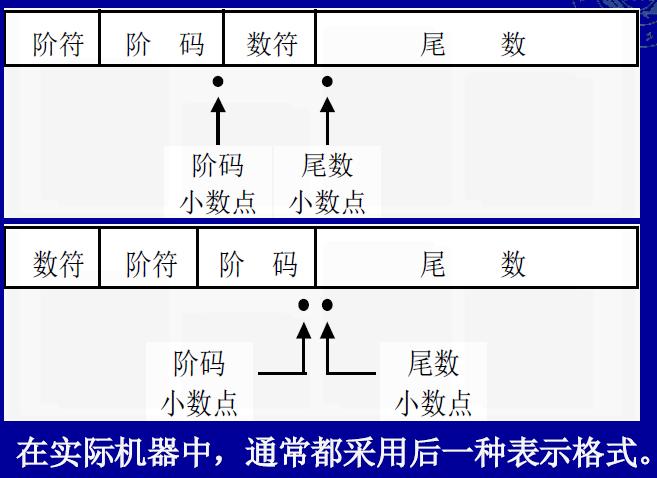 阶符 阶 码 数符 尾 数
阶码 尾数
小数点 小数点
数符 阶符 阶 码 尾 数
阶码 尾数
小数点 小数点
在实际机器中，通常都采用后一种表示格式。